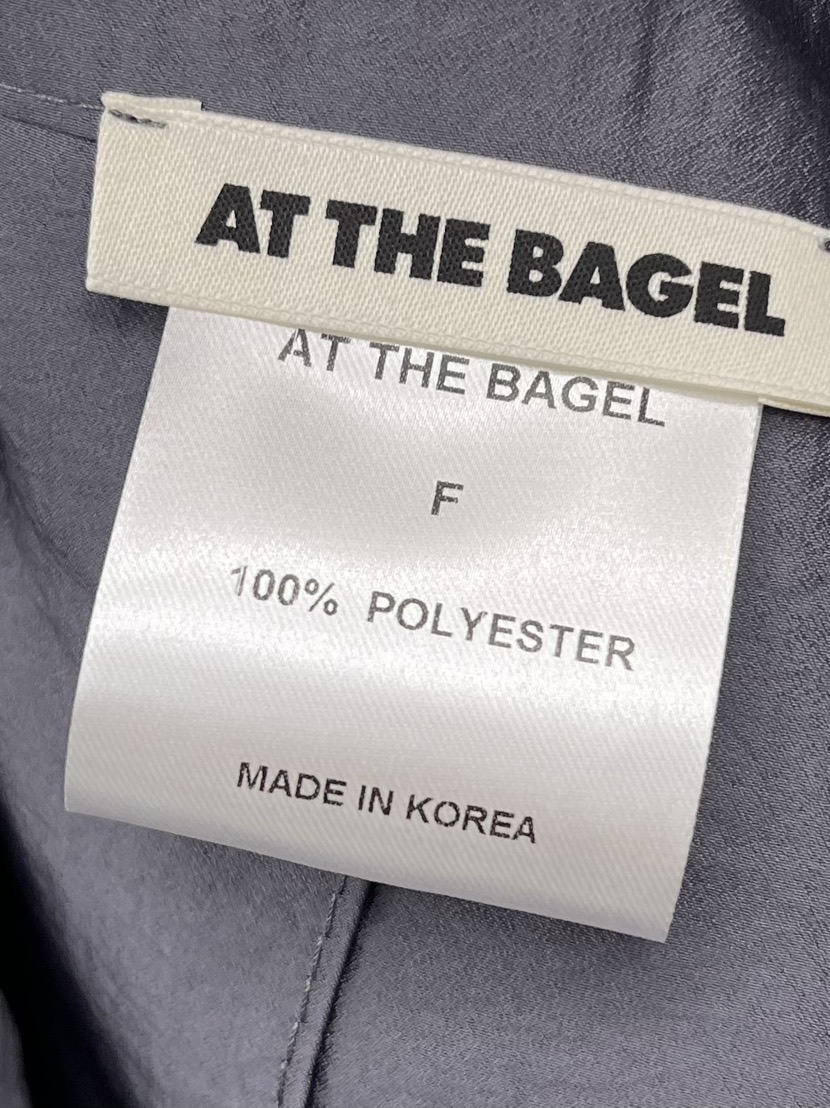 AT THE BAGEL
AT THE BAGEL
F
100% POLYESTER
MADE IN KOREA